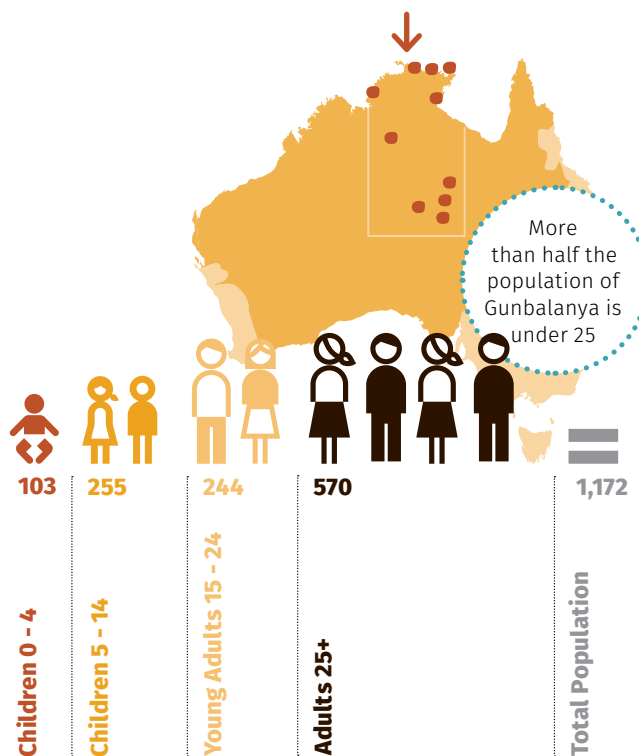 More
than half the
population of
Gunbalanya is
under 25
103
255
244
570
1,172
Children 0 - 4
Children 5 - 14
Young Adults 15 - 24
Adults 25+
Total Population